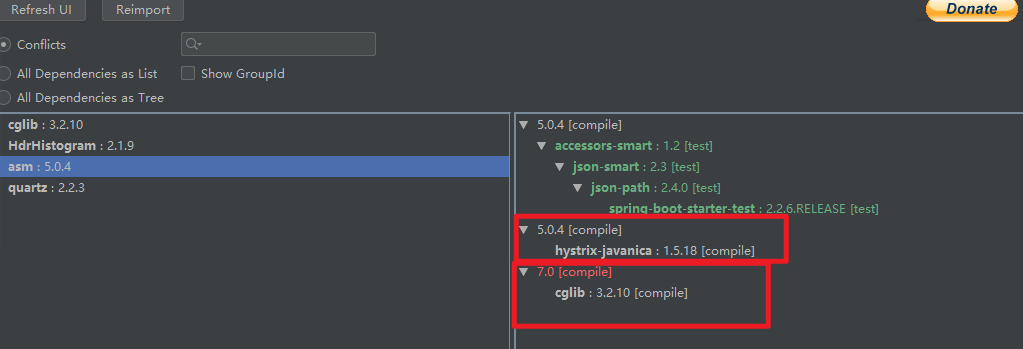 Refresh UI
Reimport
Donate
Conflicts
All Dependencies as List
Show GroupId
All Dependencies as Tree
cglib : 3.2.10
HdrHistogram : 2.1.9
asm : 5.0.4
quartz : 2.2.3
5.0.4 [compile]
accessors-smart : 1.2 [test]
json-smart : 2.3 [test]
json-path : 2.4.0 [test]
spring-boot-starter-test : 2.2.6.RELEASE [test]
5.0.4 [compile]
hystrix-javanica : 1.5.18 [compile]
7.0 [compile]
cglib : 3.2.10 [compile]